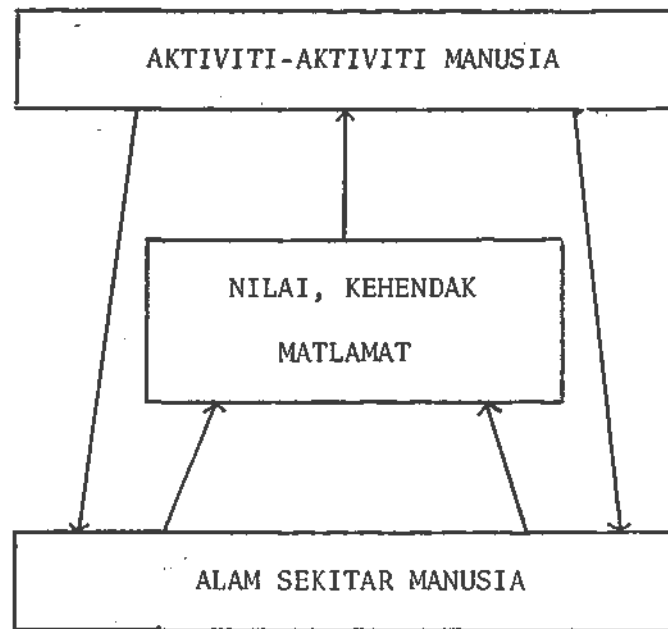 AKTIVITI-AKTIVITI MANUSIA
NILAI, KEHENDAK
MATLAMAT
ALAM SEKITAR MANUSIA